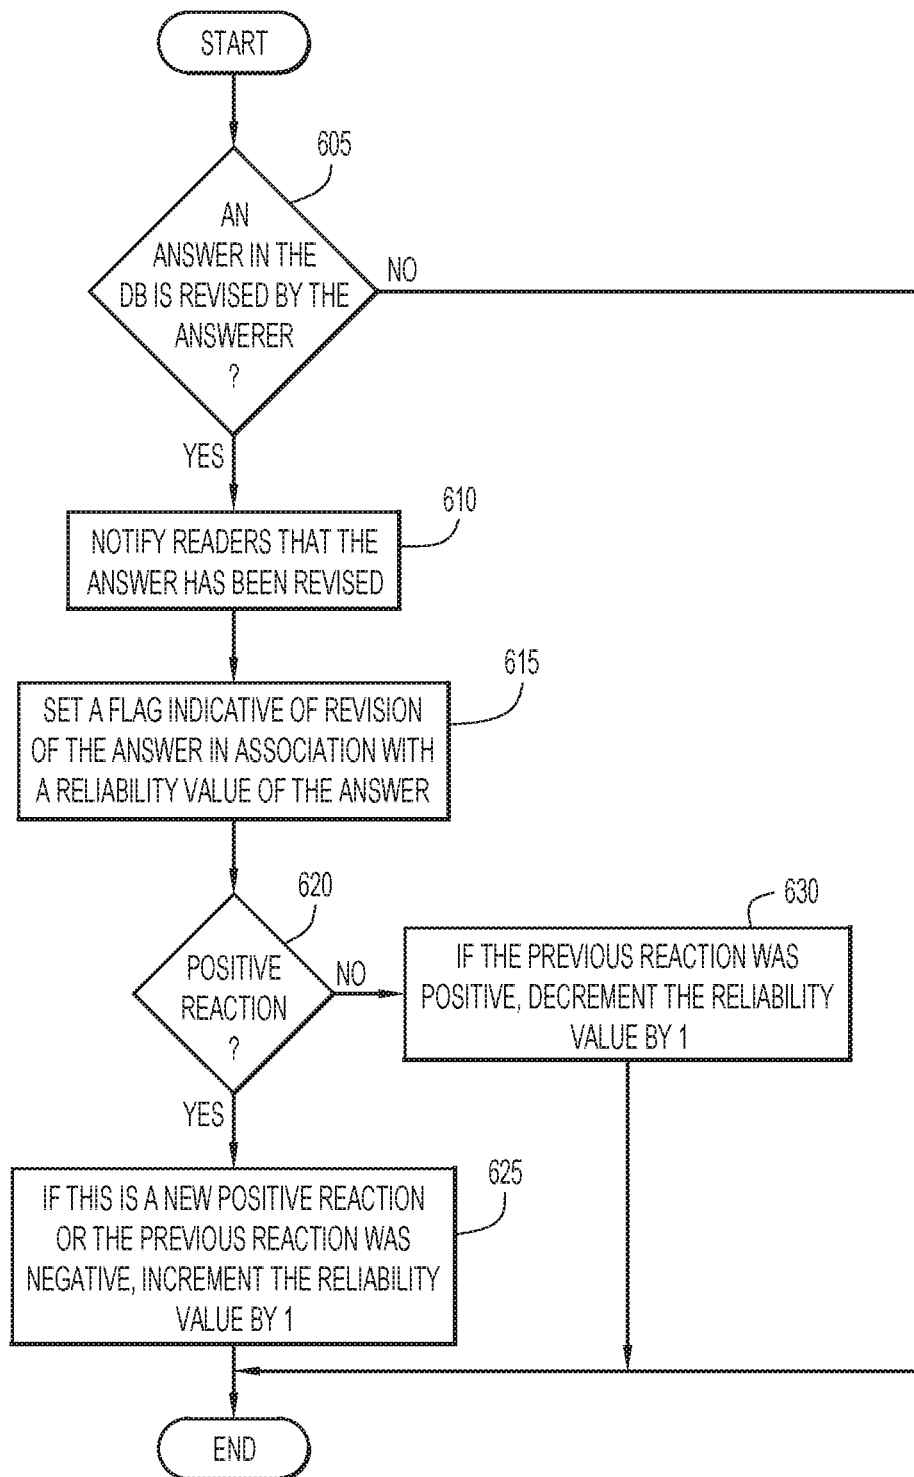 START
605
AN
ANSWER IN THE
DB IS REVISED BY THE
ANSWERER
?
NO
YES
610
NOTIFY READERS THAT THE
ANSWER HAS BEEN REVISED
615
SET A FLAG INDICATIVE OF REVISION
OF THE ANSWER IN ASSOCIATION WITH
A RELIABILITY VALUE OF THE ANSWER
620
POSITIVE
REACTION
?
NO
630
IF THE PREVIOUS REACTION WAS
POSITIVE, DECREMENT THE RELIABILITY
VALUE BY 1
YES
625
IF THIS IS A NEW POSITIVE REACTION
OR THE PREVIOUS REACTION WAS
NEGATIVE, INCREMENT THE RELIABILITY
VALUE BY 1
END